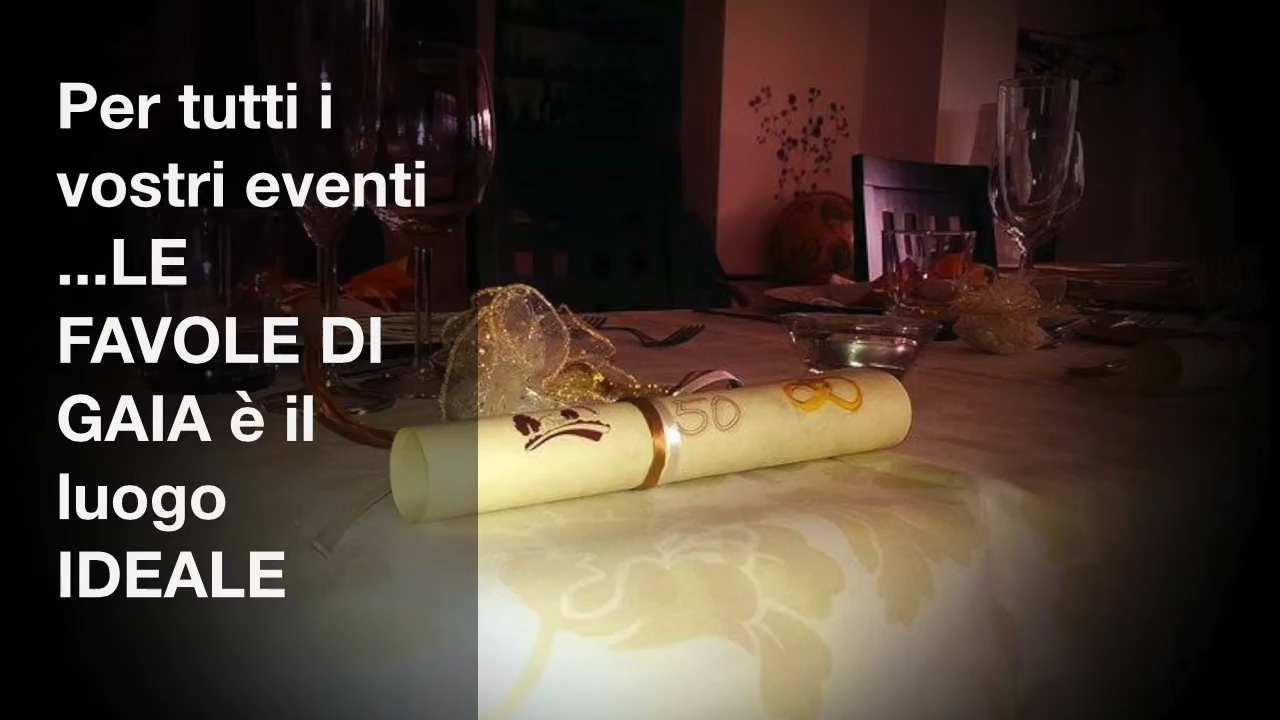 Per tutti i
vostri eventi
...LE
FAVOLE DI
GAIA è il
luogo
IDEALE
50